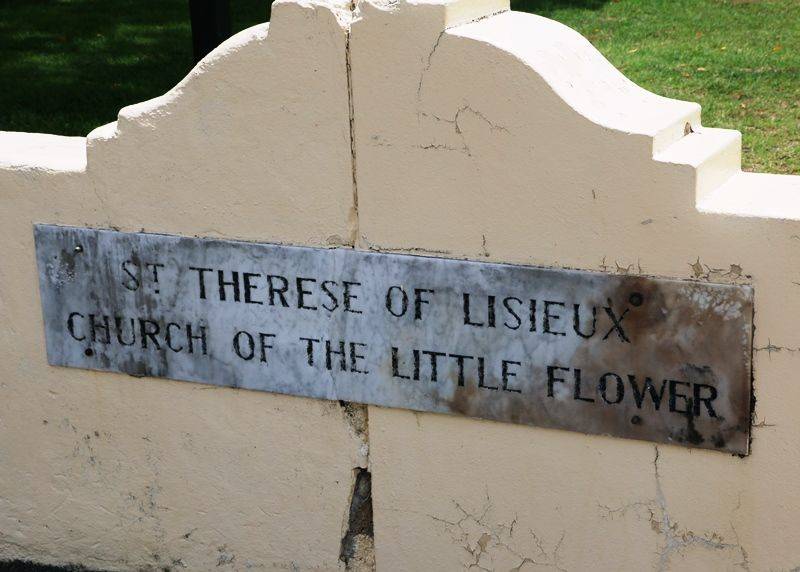 ST THERESE OF LISIEUX
CHURCH OF THE LITTLE FLOWER